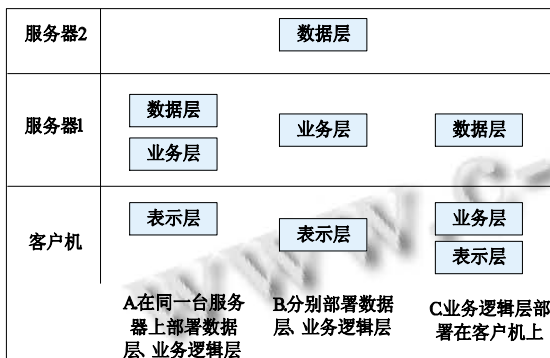 服务器2
数据层
服务器1
数据层
业务层
业务层
数据层
客户机
表示层
表示层
业务层
表示层
A在同一台服务
器上部署数据
层、业务逻辑层
B.分别部署数据
层、业务逻辑层
C业务逻辑层部
署在客户机上
www.c-